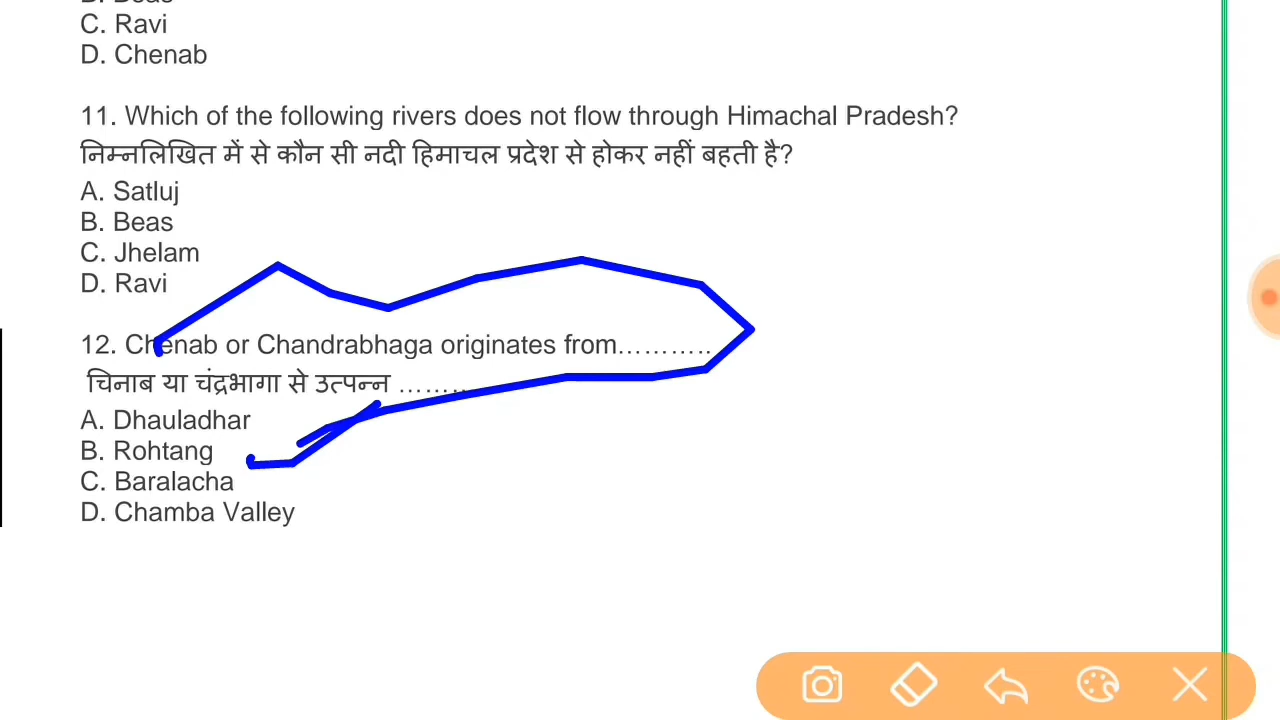 C. Ravi
D. Chenab
11. Which of the following rivers does not flow through Himachal Pradesh?
निम्नलिखित में से कौन सी नदी हिमाचल प्रदेश से होकर नहीं बहती है?
A. Satluj
B. Beas
C. Jhelam
D. Ravi
12. Chenab or Chandrabhaga originates from………..
चिनाब या चंद्रभागा से उत्पन्न ……..
A. Dhauladhar
B. Rohtang
C. Baralacha
D. Chamba Valley